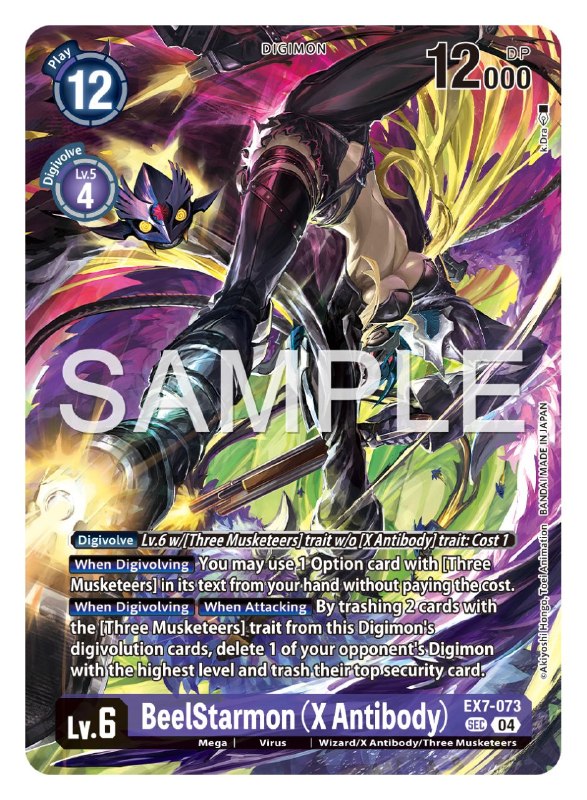 Play
12
DIGIMON
DP
12000
Digivolve
Lv.5
4
k.Dra
SAMPLE
Digivolve Lv.6 w/[Three Musketeers] trait w/o [X Antibody] trait: Cost 1
When Digivolving You may use 1 Option card with [Three
Musketeers] in its text from your hand without paying the cost.
When Digivolving When Attacking By trashing 2 cards with
the [Three Musketeers] trait from this Digimon's
digivolution cards, delete 1 of your opponent's Digimon
with the highest level and trash their top security card.
©Akiyoshi Hongo, Toei Animation BANDAI MADE IN JAPAN
Lv.6
BeelStarmon (X Antibody)
EX7-073
SEC 04
Mega | Virus | Wizard/X Antibody/Three Musketeers